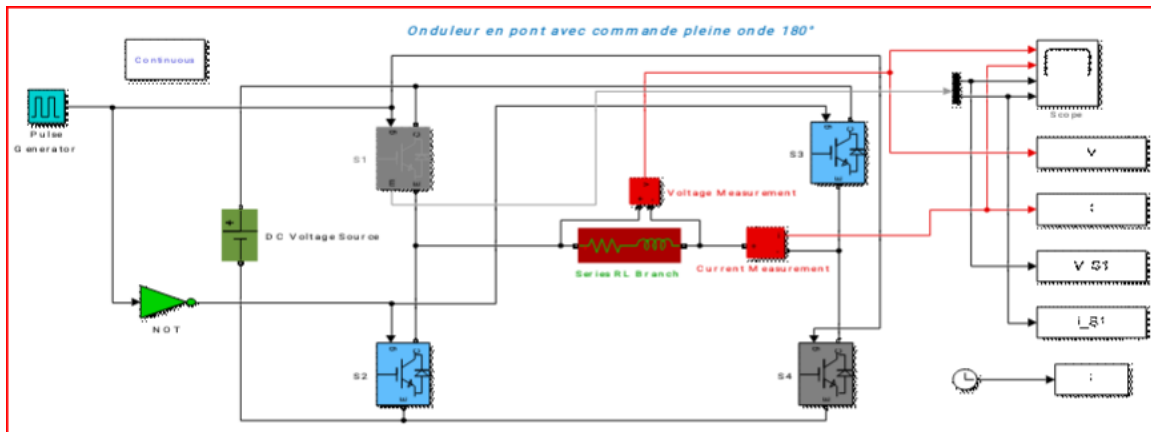 Onduleur en pont avec commande pleine onde 180°
Continuous
Pulse
Generator
Scope
S1
S3
V
Voltage Measurement
DC Voltage Source
Series RL Branch
Current Measurement
V_S1
NOT
i_S1
S2
S4